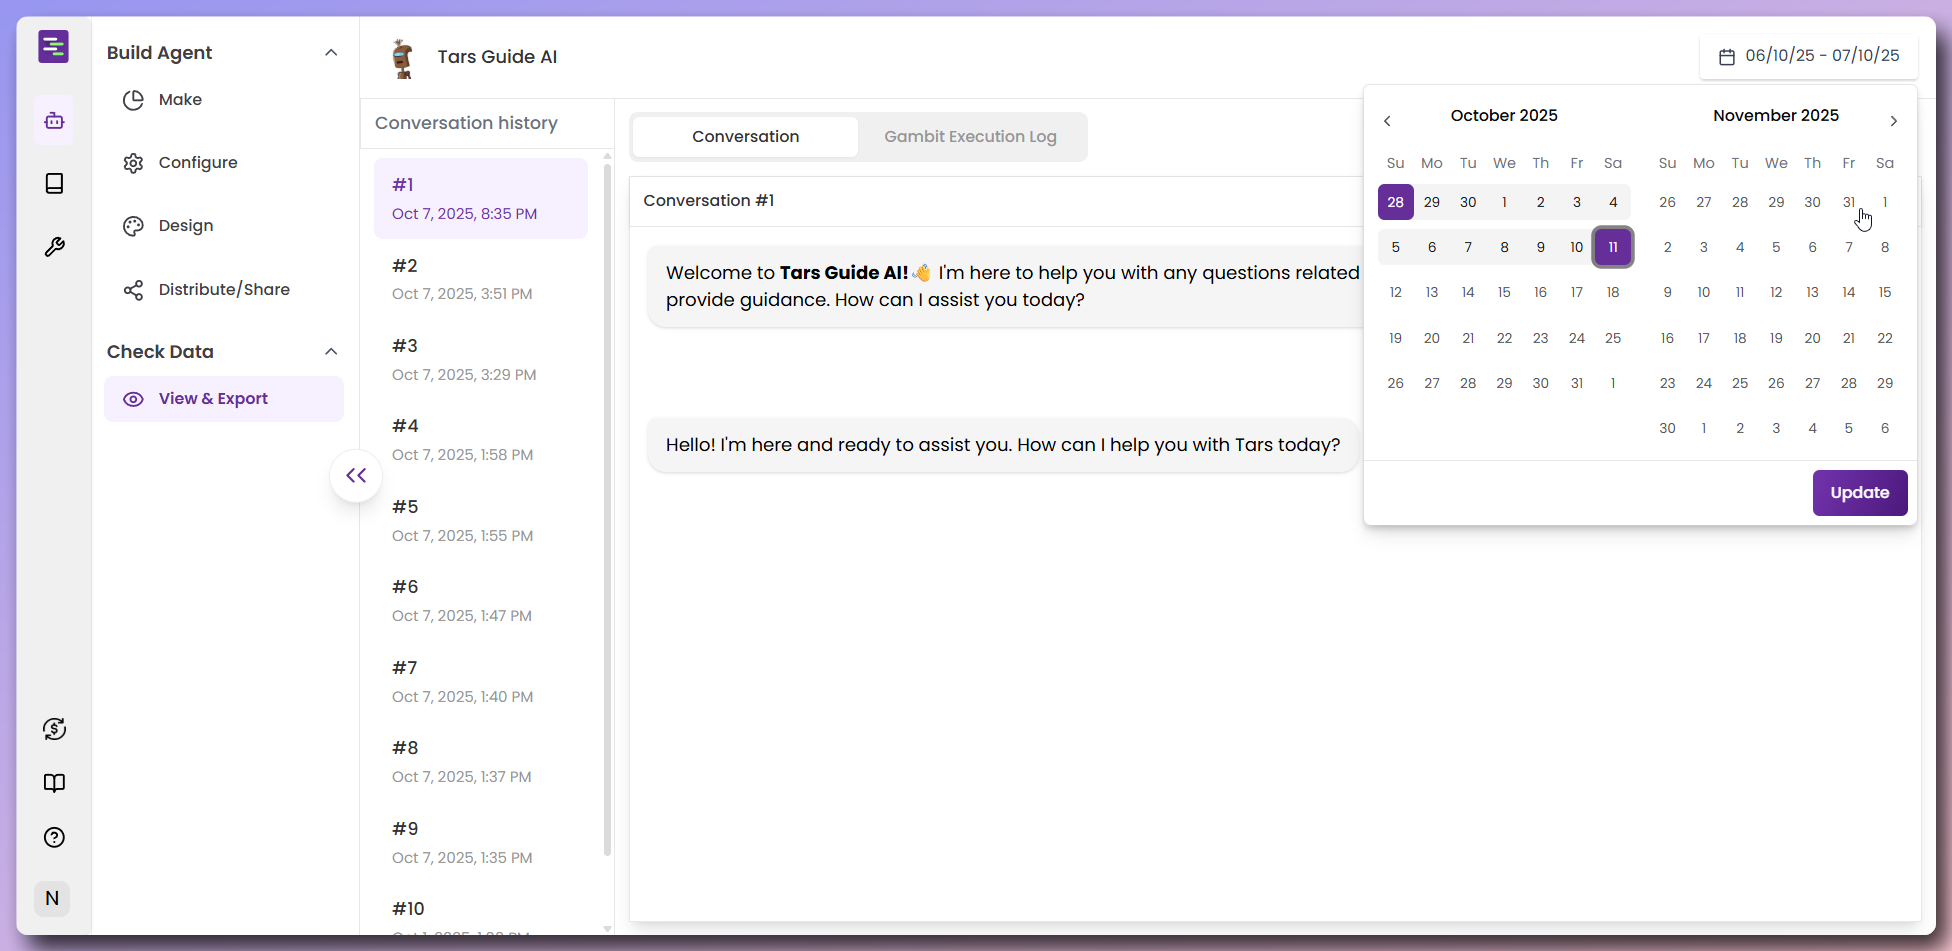 Build Agent
Make
Configure
Design
Distribute/Share
Check Data
View & Export
N
Tars Guide AI
06/10/25 - 07/10/25
Conversation history
#1
Oct 7, 2025, 8:35 PM
#2
Oct 7, 2025, 3:51 PM
#3
Oct 7, 2025, 3:29 PM
#4
Oct 7, 2025, 1:58 PM
#5
Oct 7, 2025, 1:55 PM
#6
Oct 7, 2025, 1:47 PM
#7
Oct 7, 2025, 1:40 PM
#8
Oct 7, 2025, 1:37 PM
#9
Oct 7, 2025, 1:35 PM
#10
Conversation
Gambit Execution Log
Conversation #1
Welcome to Tars Guide AI!👋 I'm here to help you with any questions related
provide guidance. How can I assist you today?
Hello! I'm here and ready to assist you. How can I help you with Tars today?
October 2025
Su Mo Tu We Th Fr Sa
28 29 30 1 2 3 4
5 6 7 8 9 10 11
12 13 14 15 16 17 18
19 20 21 22 23 24 25
26 27 28 29 30 31 1
November 2025
Su Mo Tu We Th Fr Sa
26 27 28 29 30 31 1
2 3 4 5 6 7 8
9 10 11 12 13 14 15
16 17 18 19 20 21 22
23 24 25 26 27 28 29
30 1 2 3 4 5 6
Update